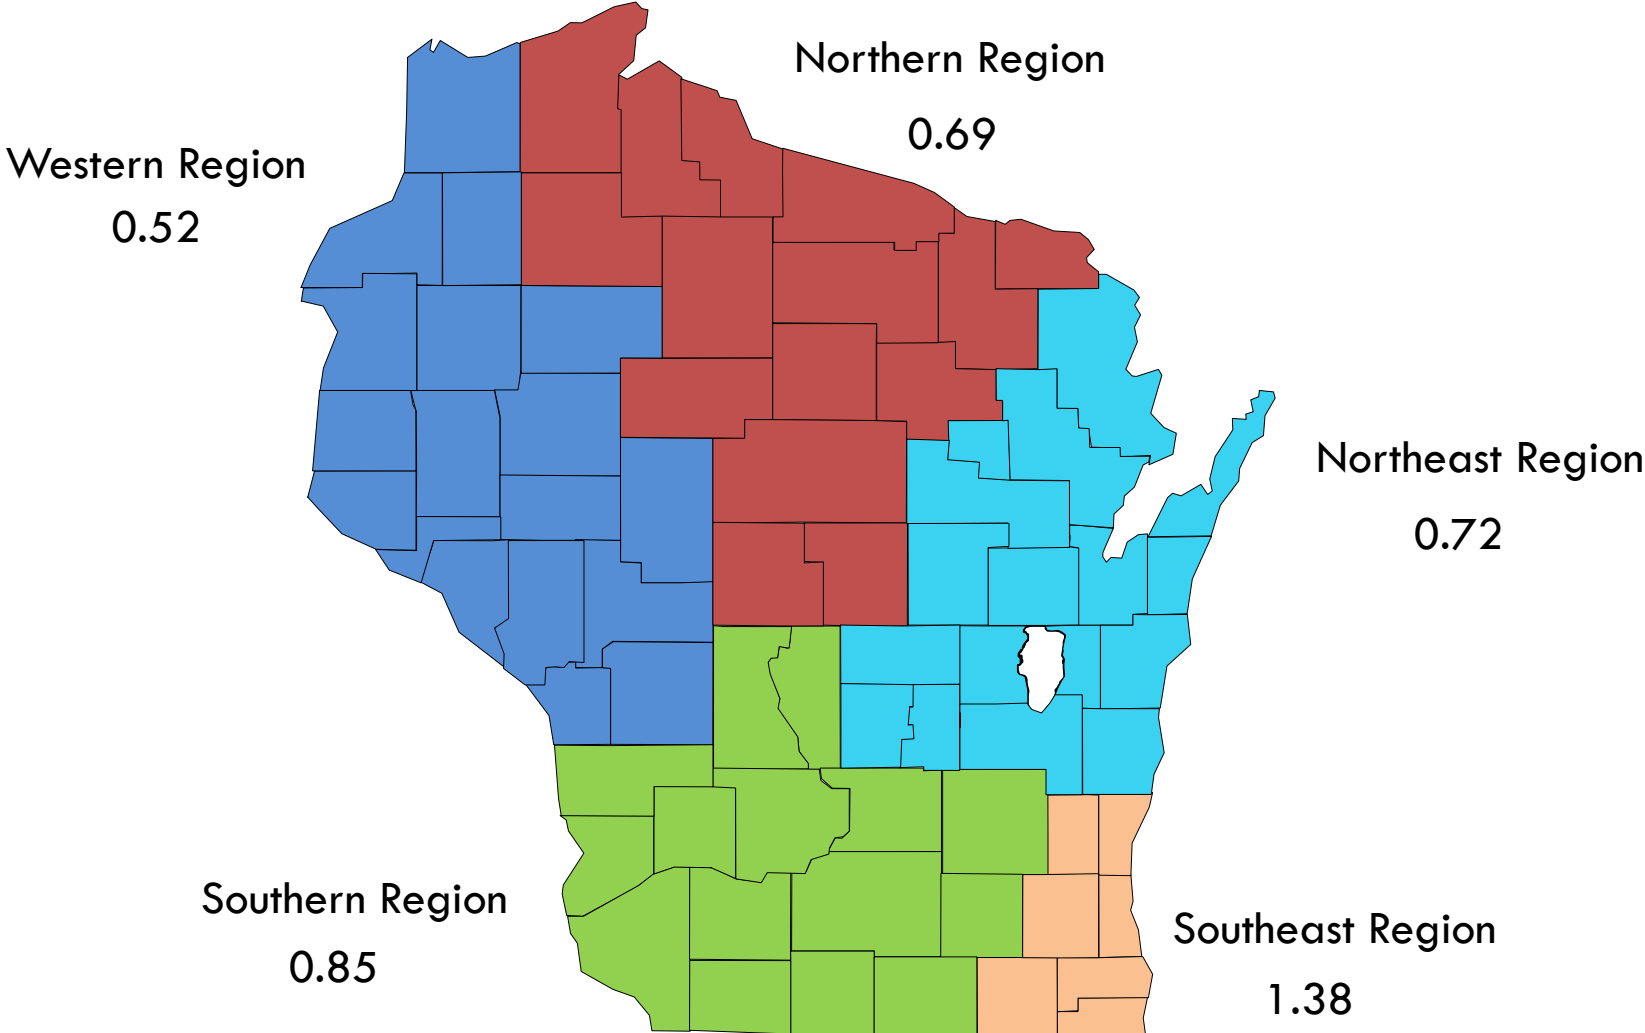 Northern Region
0.69
Western Region
0.52
Northeast Region
0.72
Southern Region
0.85
Southeast Region
1.38